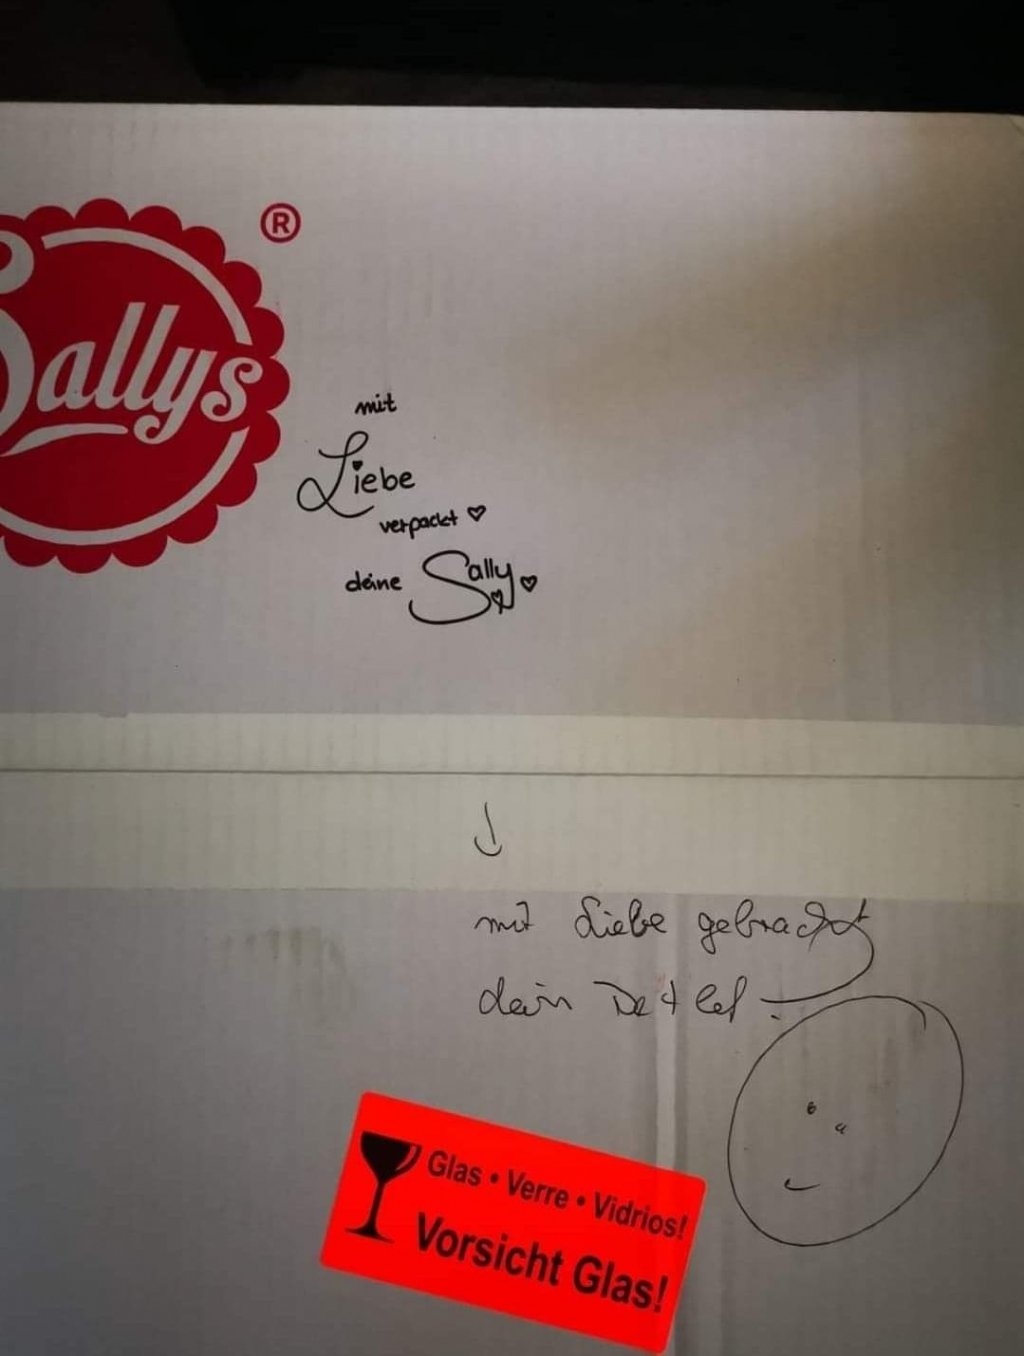 ®
Sallys
mit
Liebe
verpackt
deine Sally
mit Liebe gebracht
dein Detlef
Glas • Verre • Vidrios!
Vorsicht Glas!